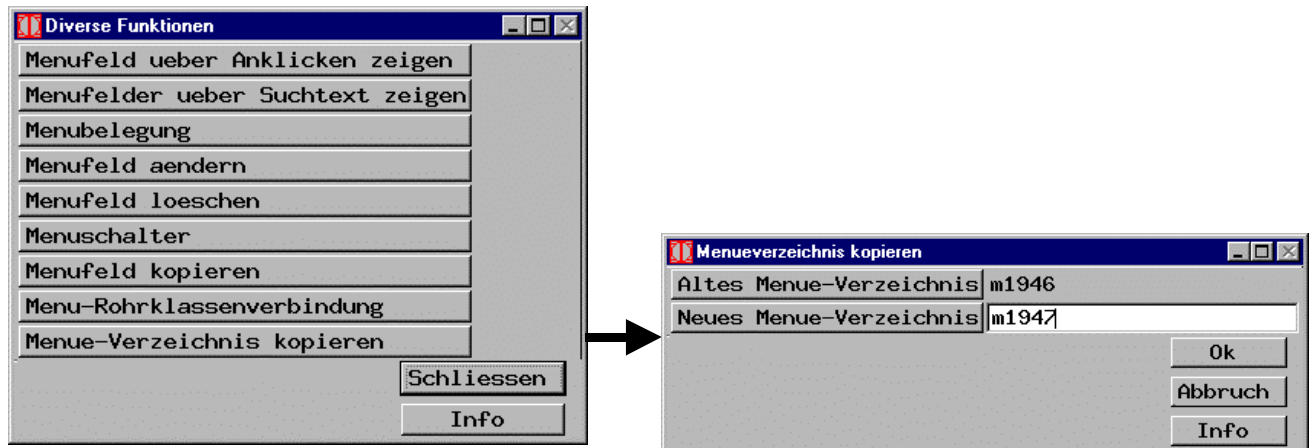 Diverse Funktionen
Menufeld ueber Anklicken zeigen
Menufelder ueber Suchtext zeigen
Menubelegung
Menufeld aendern
Menufeld loeschen
Menuschalter
Menufeld kopieren
Menu-Rohrklassenverbindung
Menue-Verzeichnis kopieren
Schliessen
Info
Menueverzeichnis kopieren
Altes Menue-Verzeichnis m1946
Neues Menue-Verzeichnis m1947
Ok
Abbruch
Info